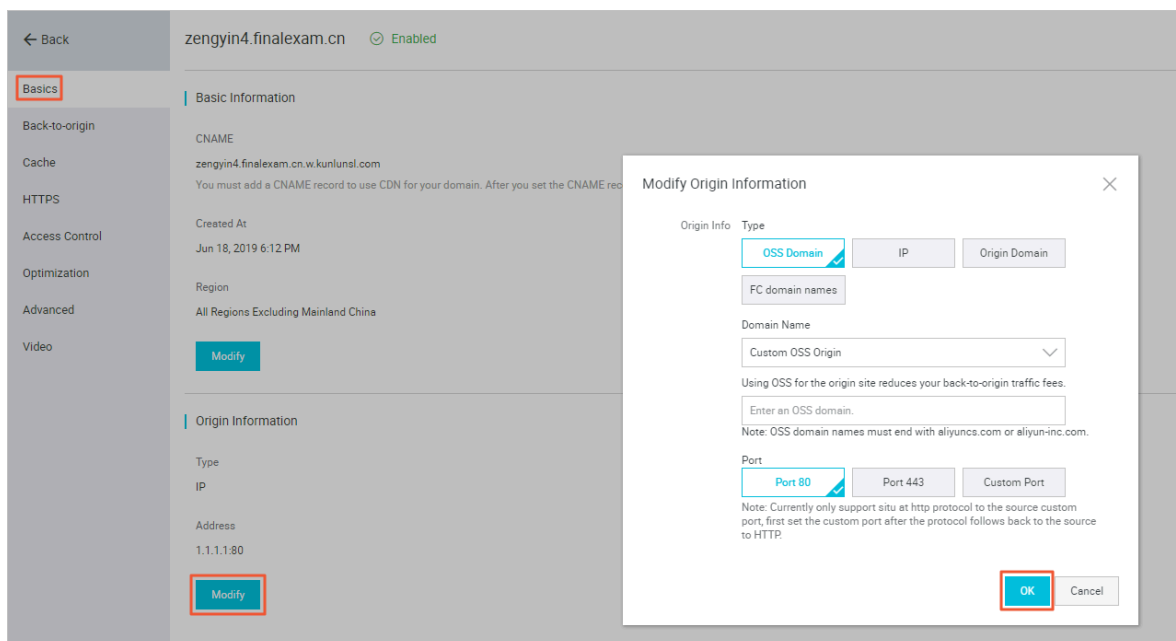 ← Back
zengyin4.finalexam.cn Enabled
Basics
Back-to-origin
Cache
HTTPS
Access Control
Optimization
Advanced
Video
Basic Information
CNAME
zengyin4.finalexam.cn.w.kunlunsl.com
You must add a CNAME record to use CDN for your domain. After you set the CNAME rec
Created At
Jun 18, 2019 6:12 PM
Region
All Regions Excluding Mainland China
Modify
Origin Information
Type
IP
Address
1.1.1.1:80
Modify
Modify Origin Information
Origin Info Type
OSS Domain IP Origin Domain
FC domain names
Domain Name
Custom OSS Origin
Using OSS for the origin site reduces your back-to-origin traffic fees.
Enter an OSS domain.
Note: OSS domain names must end with aliyuncs.com or aliyun-inc.com.
Port
Port 80 Port 443 Custom Port
Note: Currently only support situ at http protocol to the source custom
port, first set the custom port after the protocol follows back to the source
to HTTP.
OK Cancel